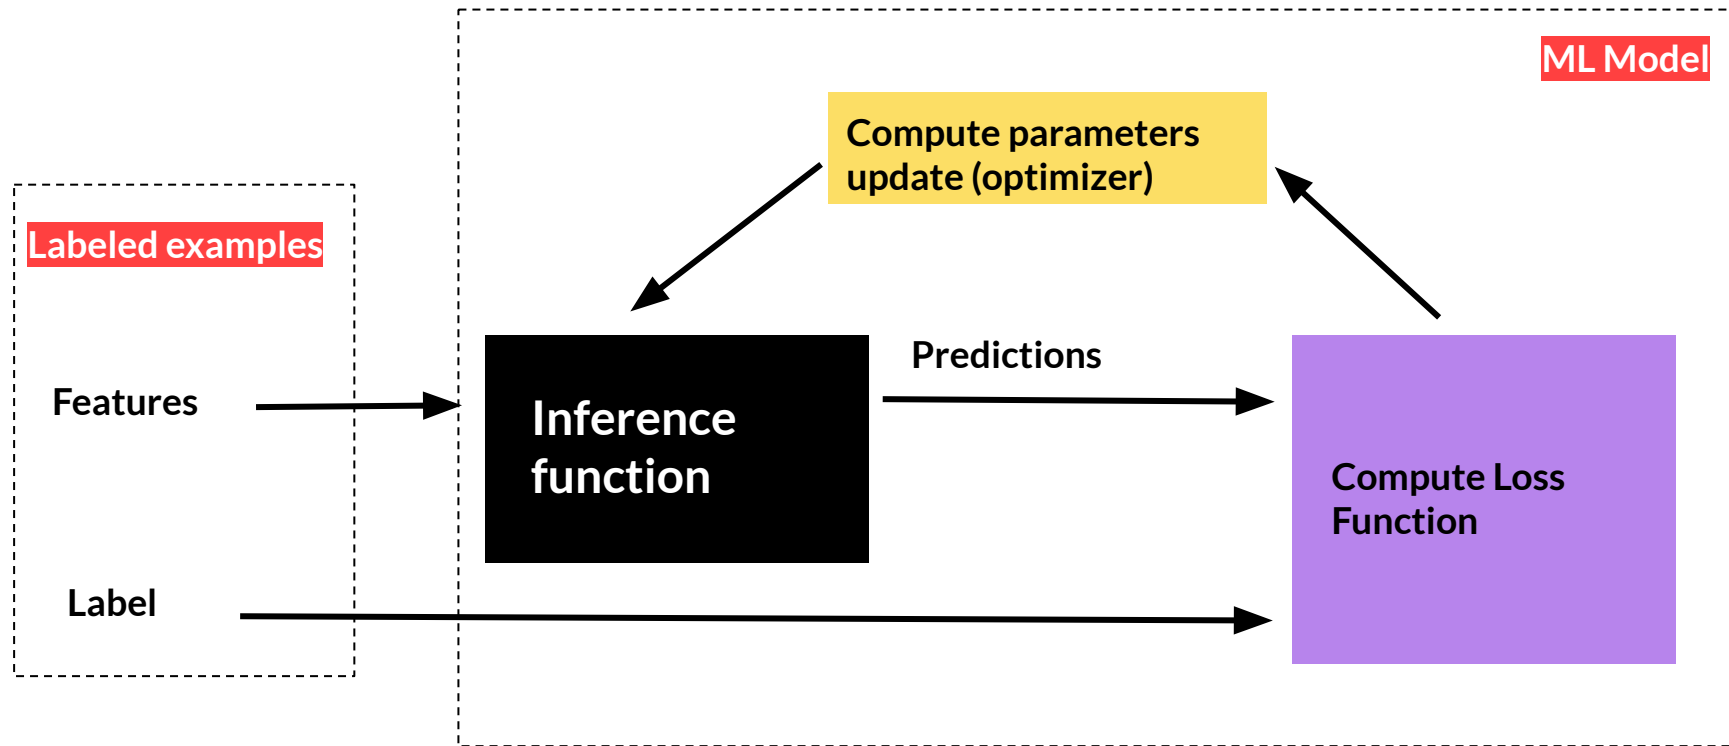 ML Model
Compute parameters
update (optimizer)
Labeled examples
Features
Inference
function
Predictions
Compute Loss
Function
Label